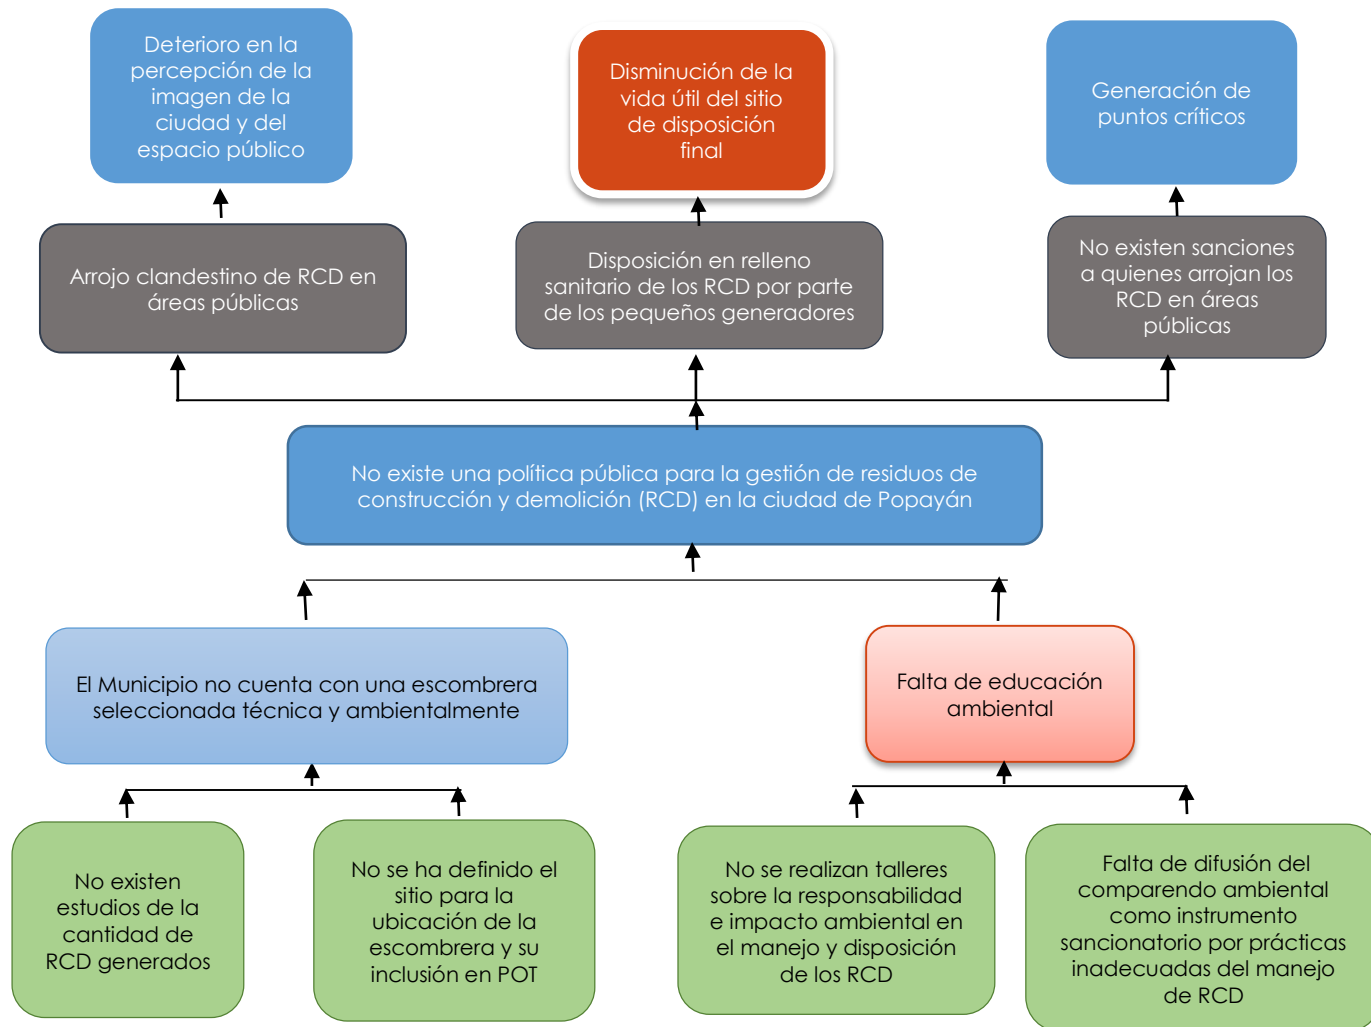 Deterioro en la
percepción de la
imagen de la
ciudad y del
espacio público
Disminución de la
vida útil del sitio
de disposición
final
Generación de
puntos críticos
Arrojo clandestino de RCD en
áreas públicas
Disposición en relleno
sanitario de los RCD por parte
de los pequeños generadores
No existen sanciones
a quienes arrojan los
RCD en áreas
públicas
No existe una política pública para la gestión de residuos de
construcción y demolición (RCD) en la ciudad de Popayán
El Municipio no cuenta con una escombrera
seleccionada técnica y ambientalmente
Falta de educación
ambiental
No existen
estudios de la
cantidad de
RCD generados
No se ha definido el
sitio para la
ubicación de la
escombrera y su
inclusión en POT
No se realizan talleres
sobre la responsabilidad
e impacto ambiental en
el manejo y disposición
de los RCD
Falta de difusión del
comparendo ambiental
como instrumento
sancionatorio por prácticas
inadecuadas del manejo
de RCD